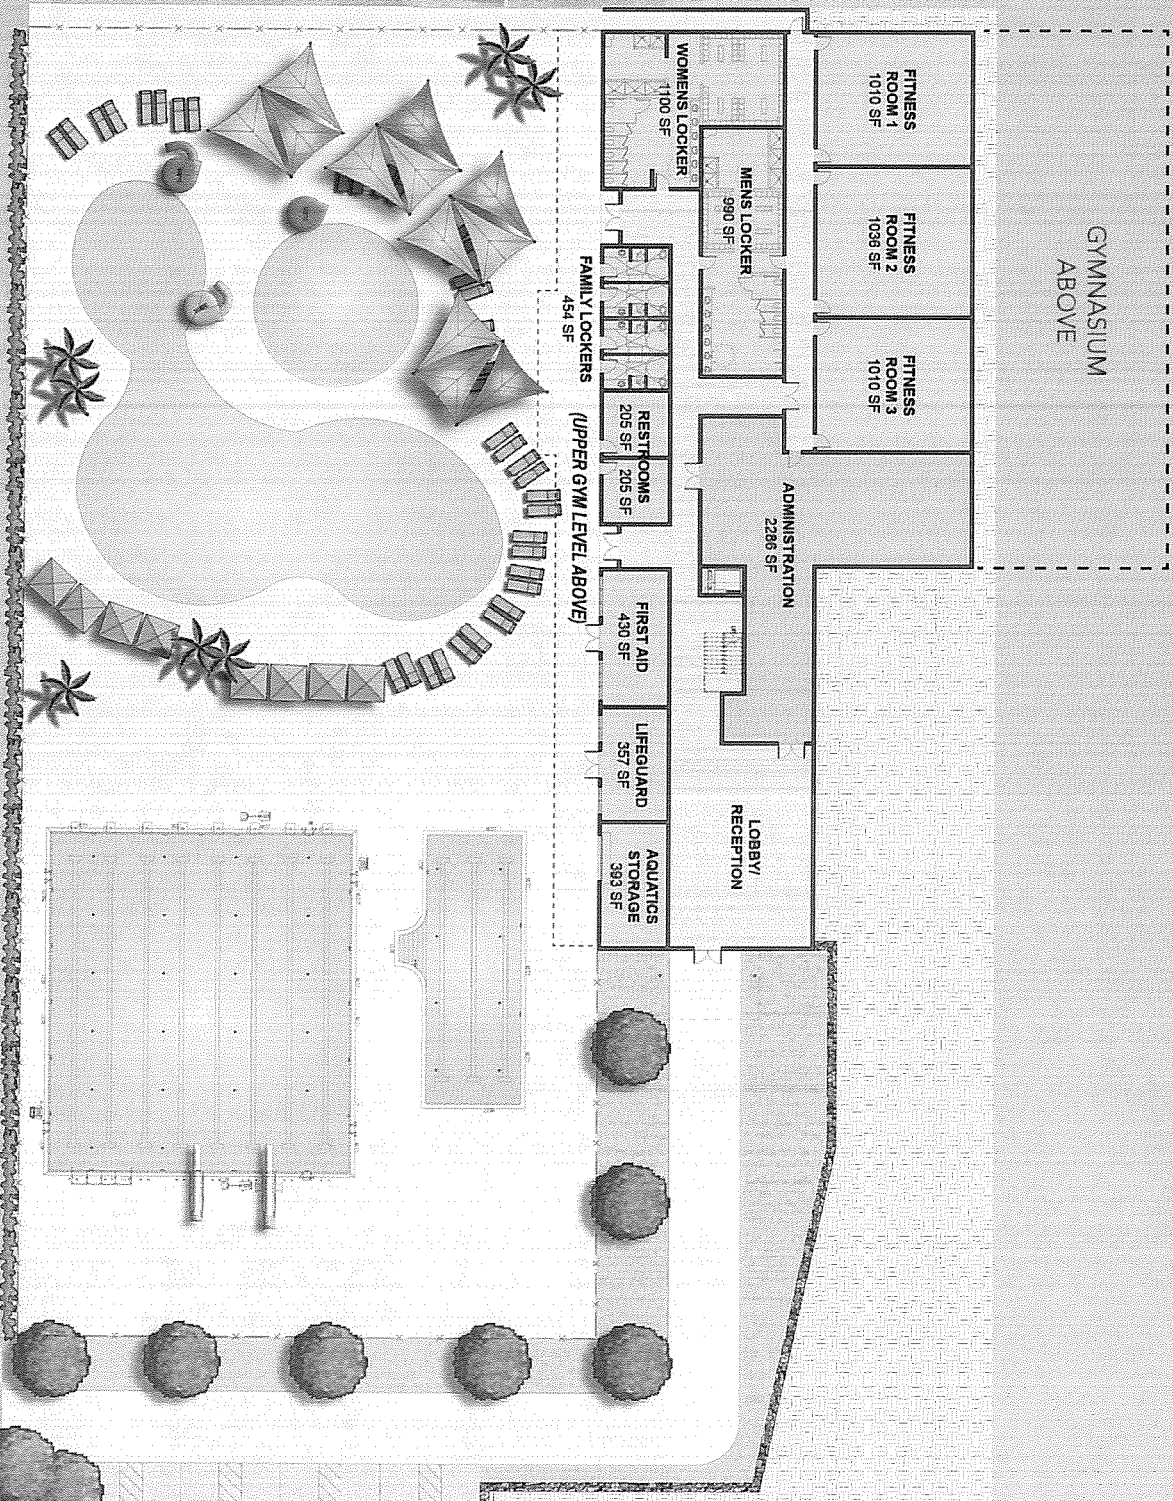 GYMNASIUM
ABOVE
FITNESS
ROOM 1
1010 SF
FITNESS
ROOM 2
1036 SF
FITNESS
ROOM 3
1010 SF
WOMENS LOCKER
1100 SF
MENS LOCKER
990 SF
ADMINISTRATION
2286 SF
LOBBY/
RECEPTION
FAMILY LOCKERS
454 SF
RESTROOMS
205 SF
205 SF
(UPPER GYM LEVEL ABOVE)
FIRST AID
430 SF
LIFEGUARD
357 SF
AQUATICS
STORAGE
393 SF